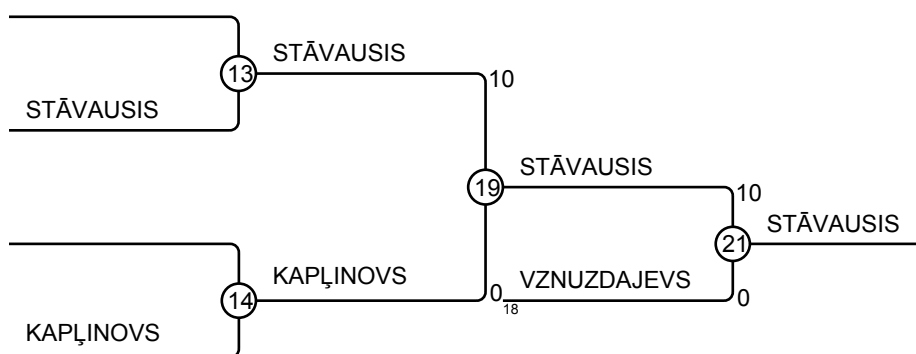 STĀVAUSIS
13
10
STĀVAUSIS
STĀVAUSIS
19
10
STĀVAUSIS
21
KAPĻINOVS
0
18
VZNUZDAJEVS
0
14
KAPĻINOVS